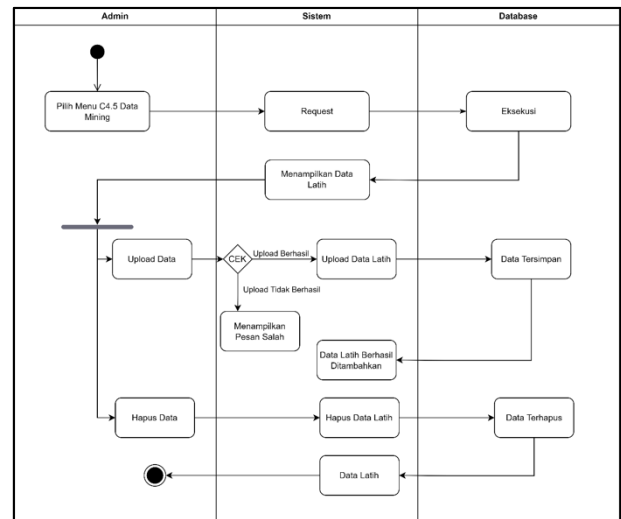 Admin
Sistem
Database
Pilih Menu C4.5 Data
Mining
Request
Eksekusi
Menampilkan Data
Latih
Upload Data
CEK
Upload Berhasil
Upload Data Latih
Data Tersimpan
Upload Tidak Berhasil
Menampilkan
Pesan Salah
Data Latih Berhasil
Ditambahkan
Hapus Data
Hapus Data Latih
Data Terhapus
Data Latih